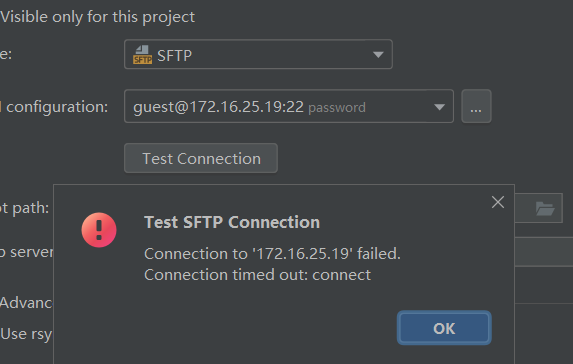 Visible only for this project
e:
SFTP
SFTP
configuration:
guest@172.16.25.19:22 password
...
Test Connection
ot path:
Test SFTP Connection
Connection to '172.16.25.19' failed.
Connection timed out: connect
b server
Advanc
Use rsy
OK